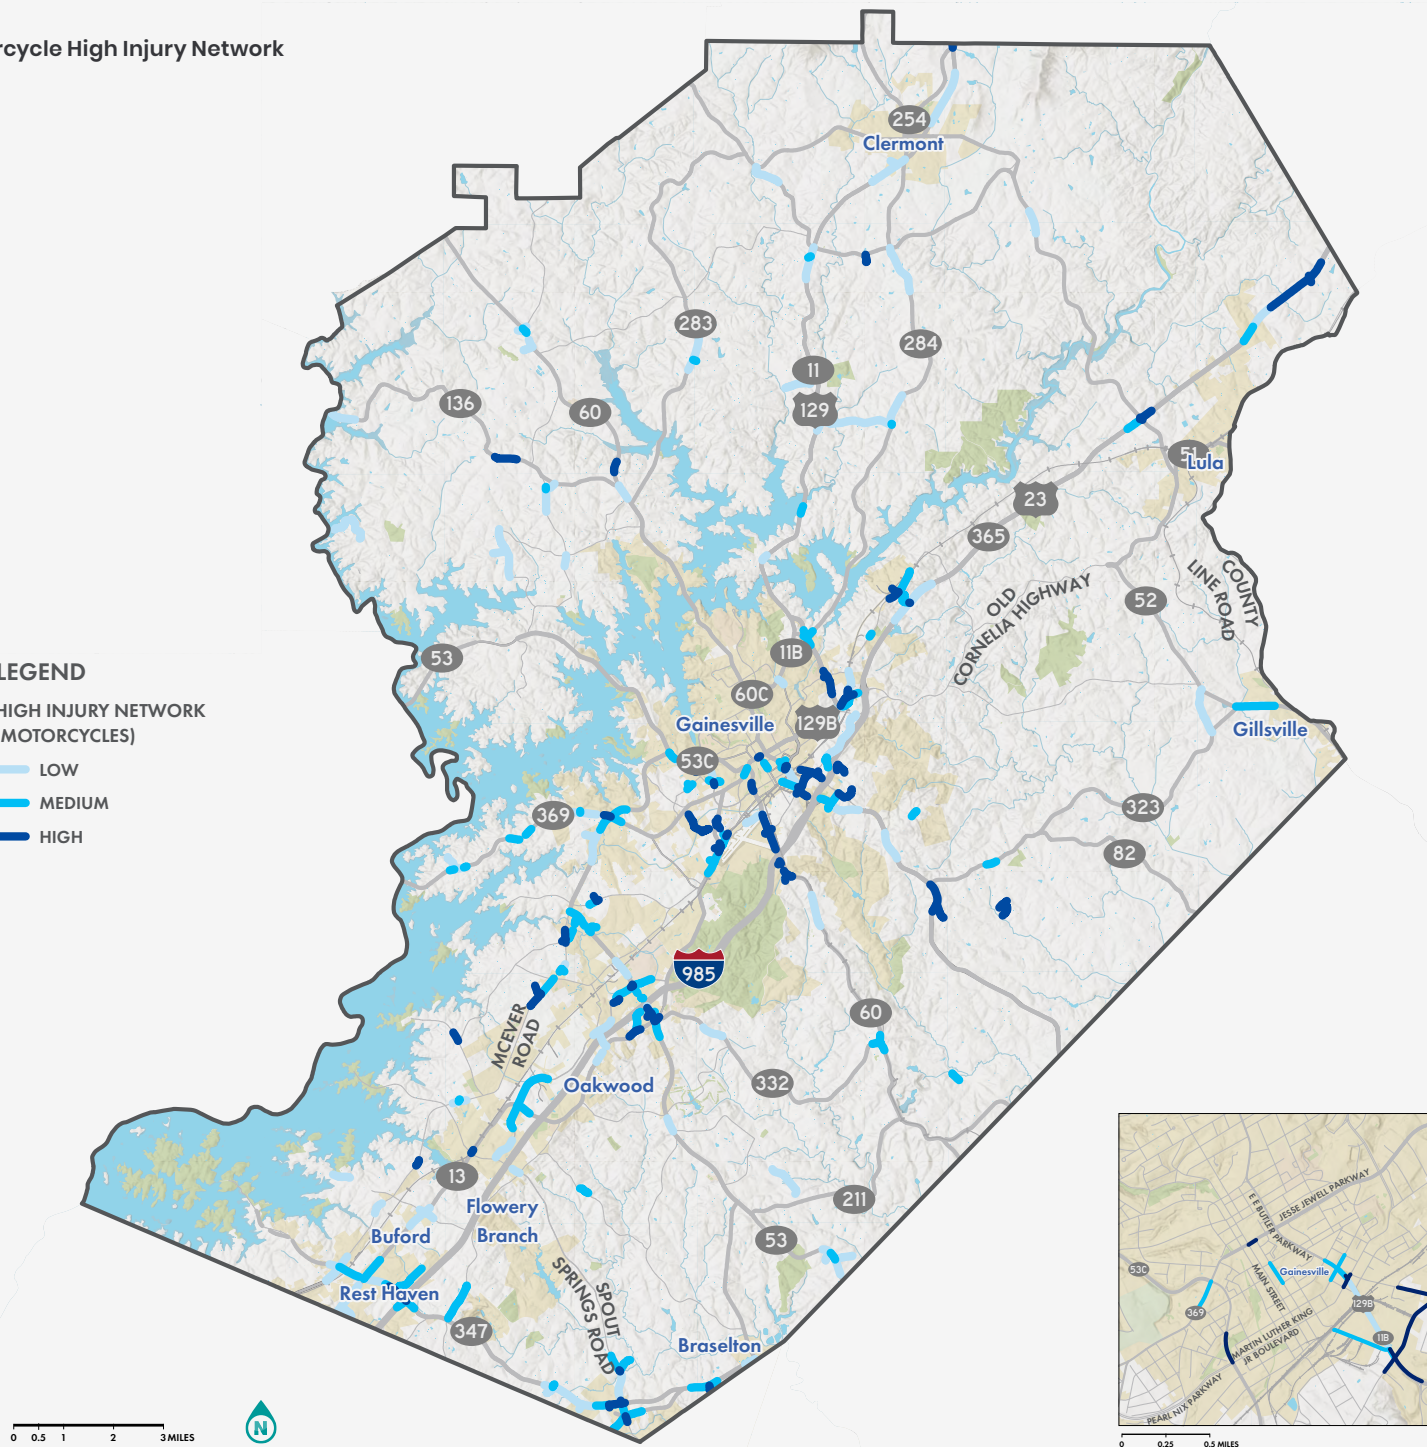 rcycle High Injury Network
254
Clermont
283
284
11
129
136
60
51
Lula
23
365
OLD
CORNELIA HIGHWAY
COUNTY
LINE ROAD
52
53
11B
60C
129B
Gainesville
Gillsville
53C
369
323
82
LEGEND
HIGH INJURY NETWORK
(MOTORCYCLES)
LOW
MEDIUM
HIGH
985
60
MCEVER
ROAD
332
Oakwood
13
211
Flowery
Branch
Buford
53
Rest Haven
SPOUT
SPRINGS ROAD
347
Braselton
0 0.5 1 2 3 MILES
N
JESSE JEWELL PARKWAY
E E BUTLER PARKWAY
53C
Gainesville
MAIN STREET
369
129B
11B
MARTIN LUTHER KING
JR BOULEVARD
PEARL NIX PARKWAY
0 0.25 0.5 MILES